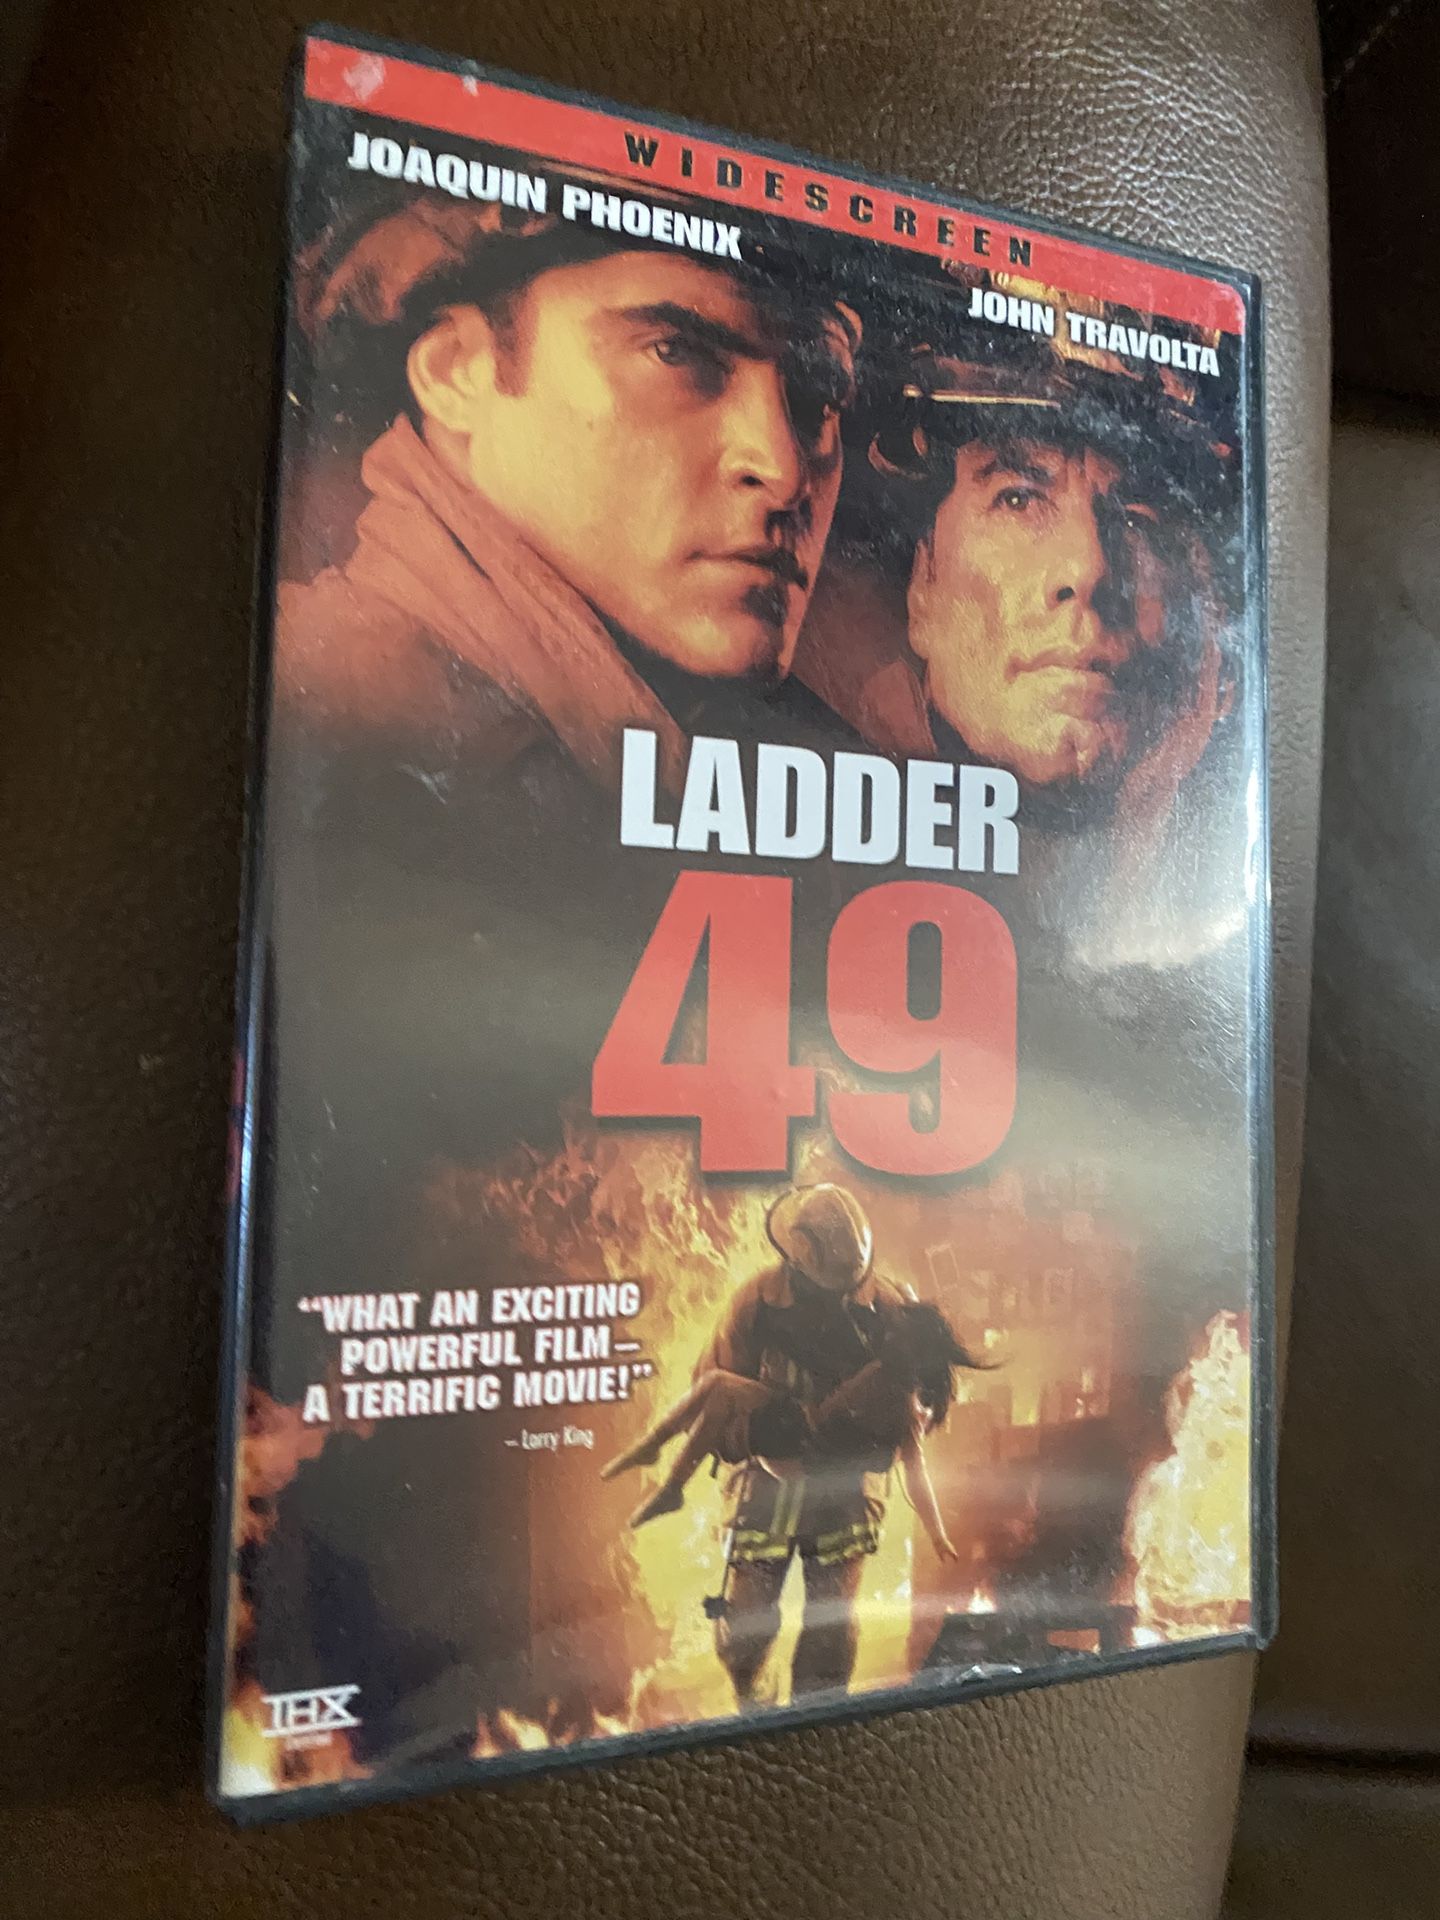 WIDESCREEN
JOAQUIN PHOENIX
JOHN TRAVOLTA
LADDER
49
“WHAT AN EXCITING
POWERFUL FILM–
A TERRIFIC MOVIE!”
– Larry King
THX